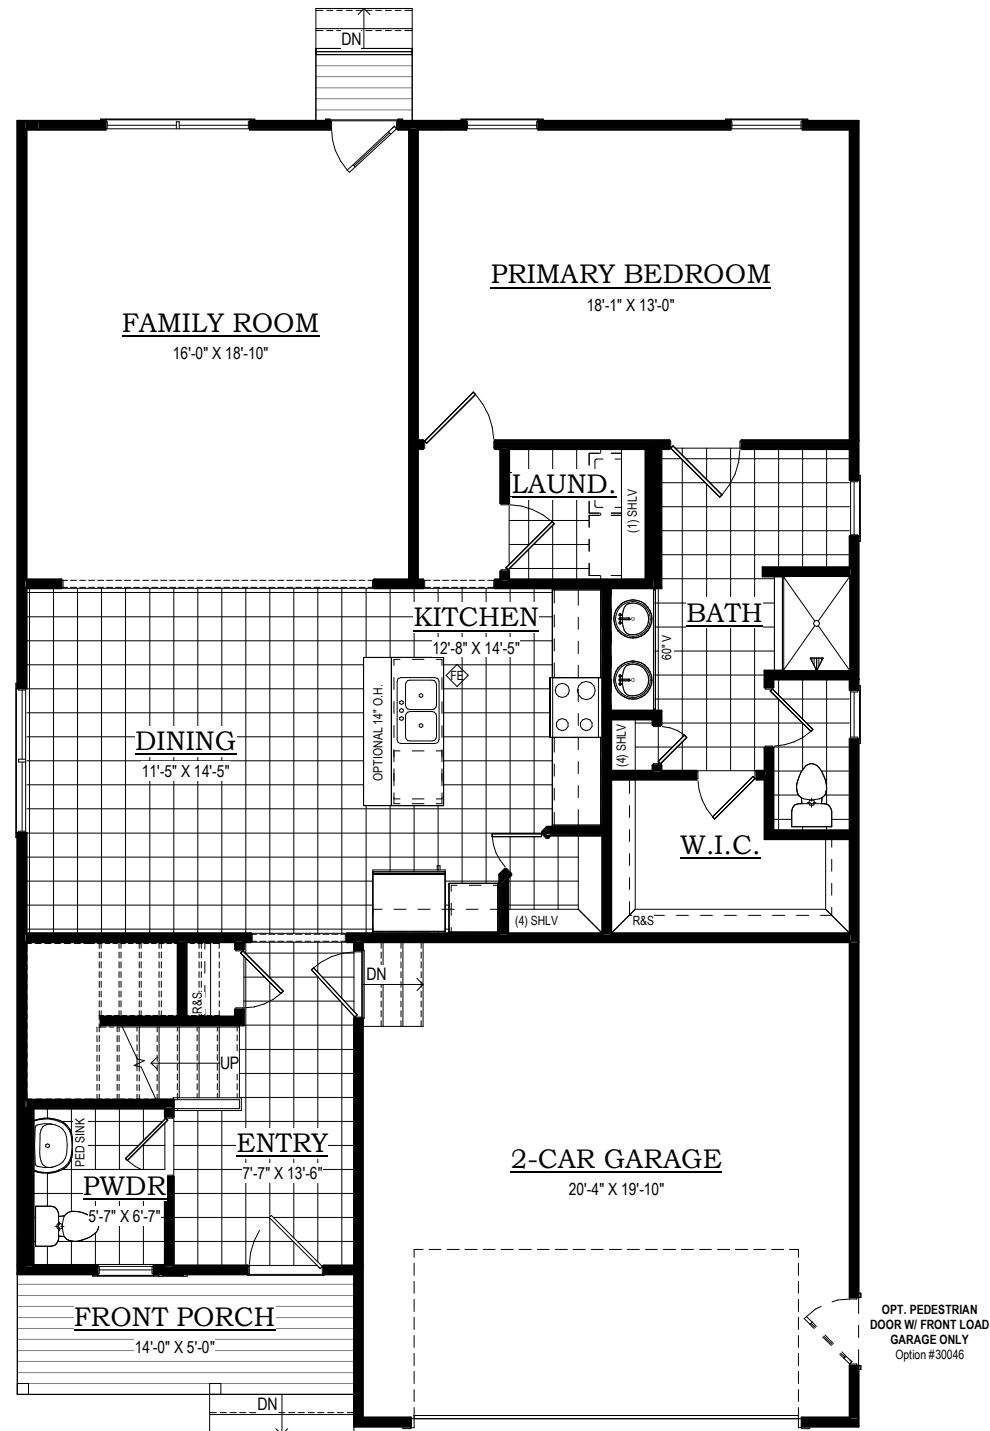 DN
PRIMARY BEDROOM
18'-1" X 13'-0"
FAMILY ROOM
16'-0" X 18'-10"
LAUND.
(1) SHLV
KITCHEN
12'-8" X 14'-5"
BATH
60" V
FE
OPTIONAL 14" O.H.
DINING
11'-5" X 14'-5"
(4) SHLV
W.I.C.
R&S
(4) SHLV
DN
R&S
UP
PED SINK
ENTRY
7'-7" X 13'-6"
PWDR
5'-7" X 6'-7"
2-CAR GARAGE
20'-4" X 19'-10"
FRONT PORCH
14'-0" X 5'-0"
OPT. PEDESTRIAN
DOOR W/ FRONT LOAD
GARAGE ONLY
Option #30046
DN